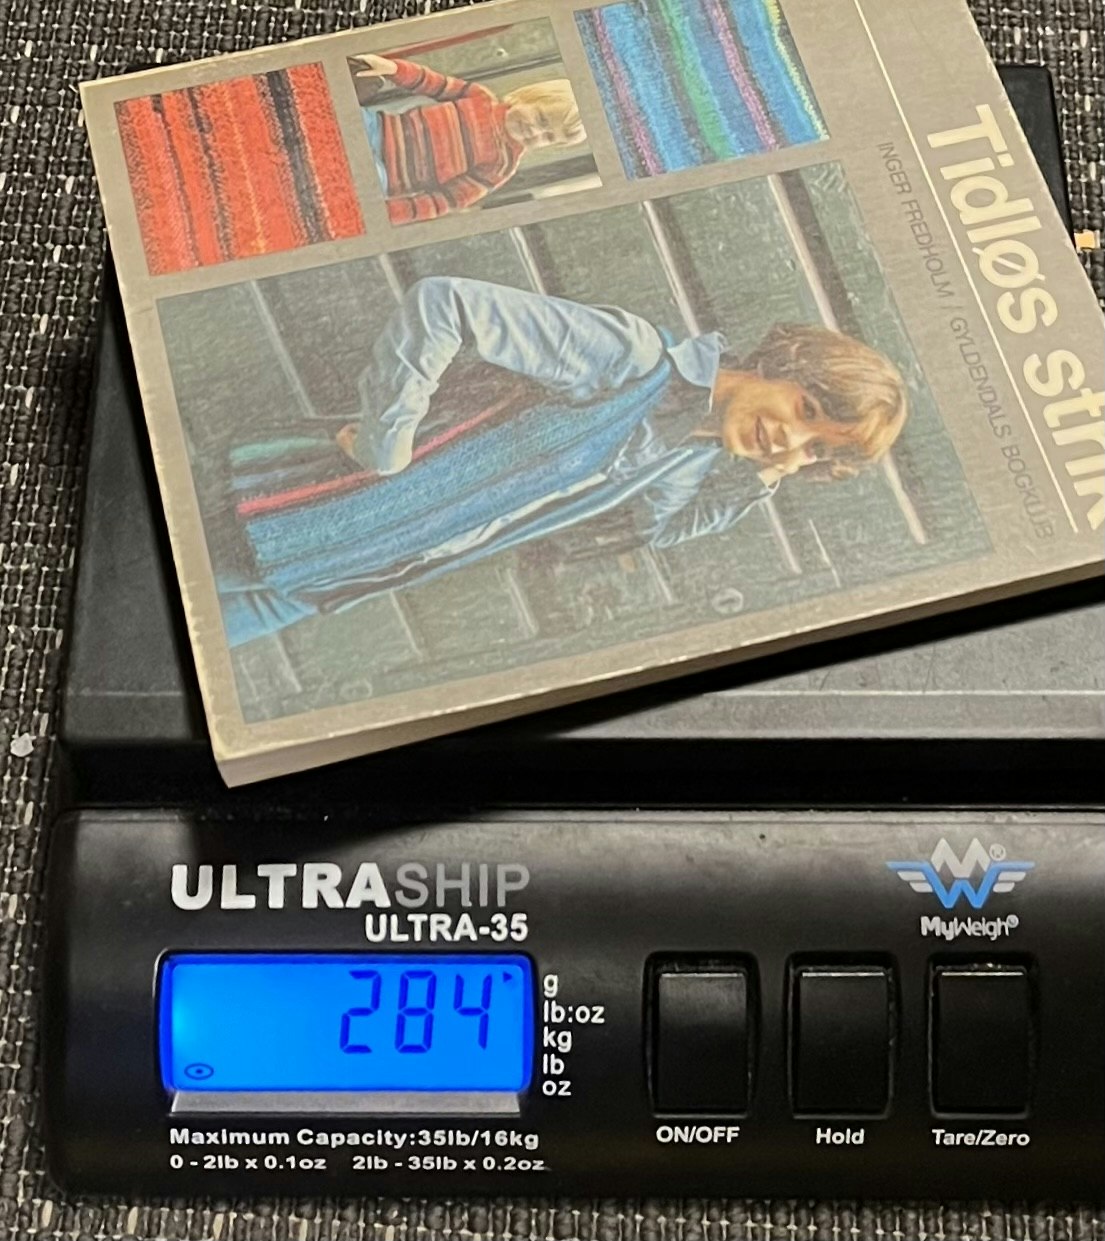 Tidløs strik
INGER FREDHOLM / GYLDENDALS BOGKLUB
ULTRASHIP
ULTRA-35
MyWeigh®
284
g
lb:oz
kg
lb
oz
ON/OFF
Hold
Tare/Zero
Maximum Capacity:35lb/16kg
0 - 2lb x 0.1oz 2lb - 35lb x 0.2oz